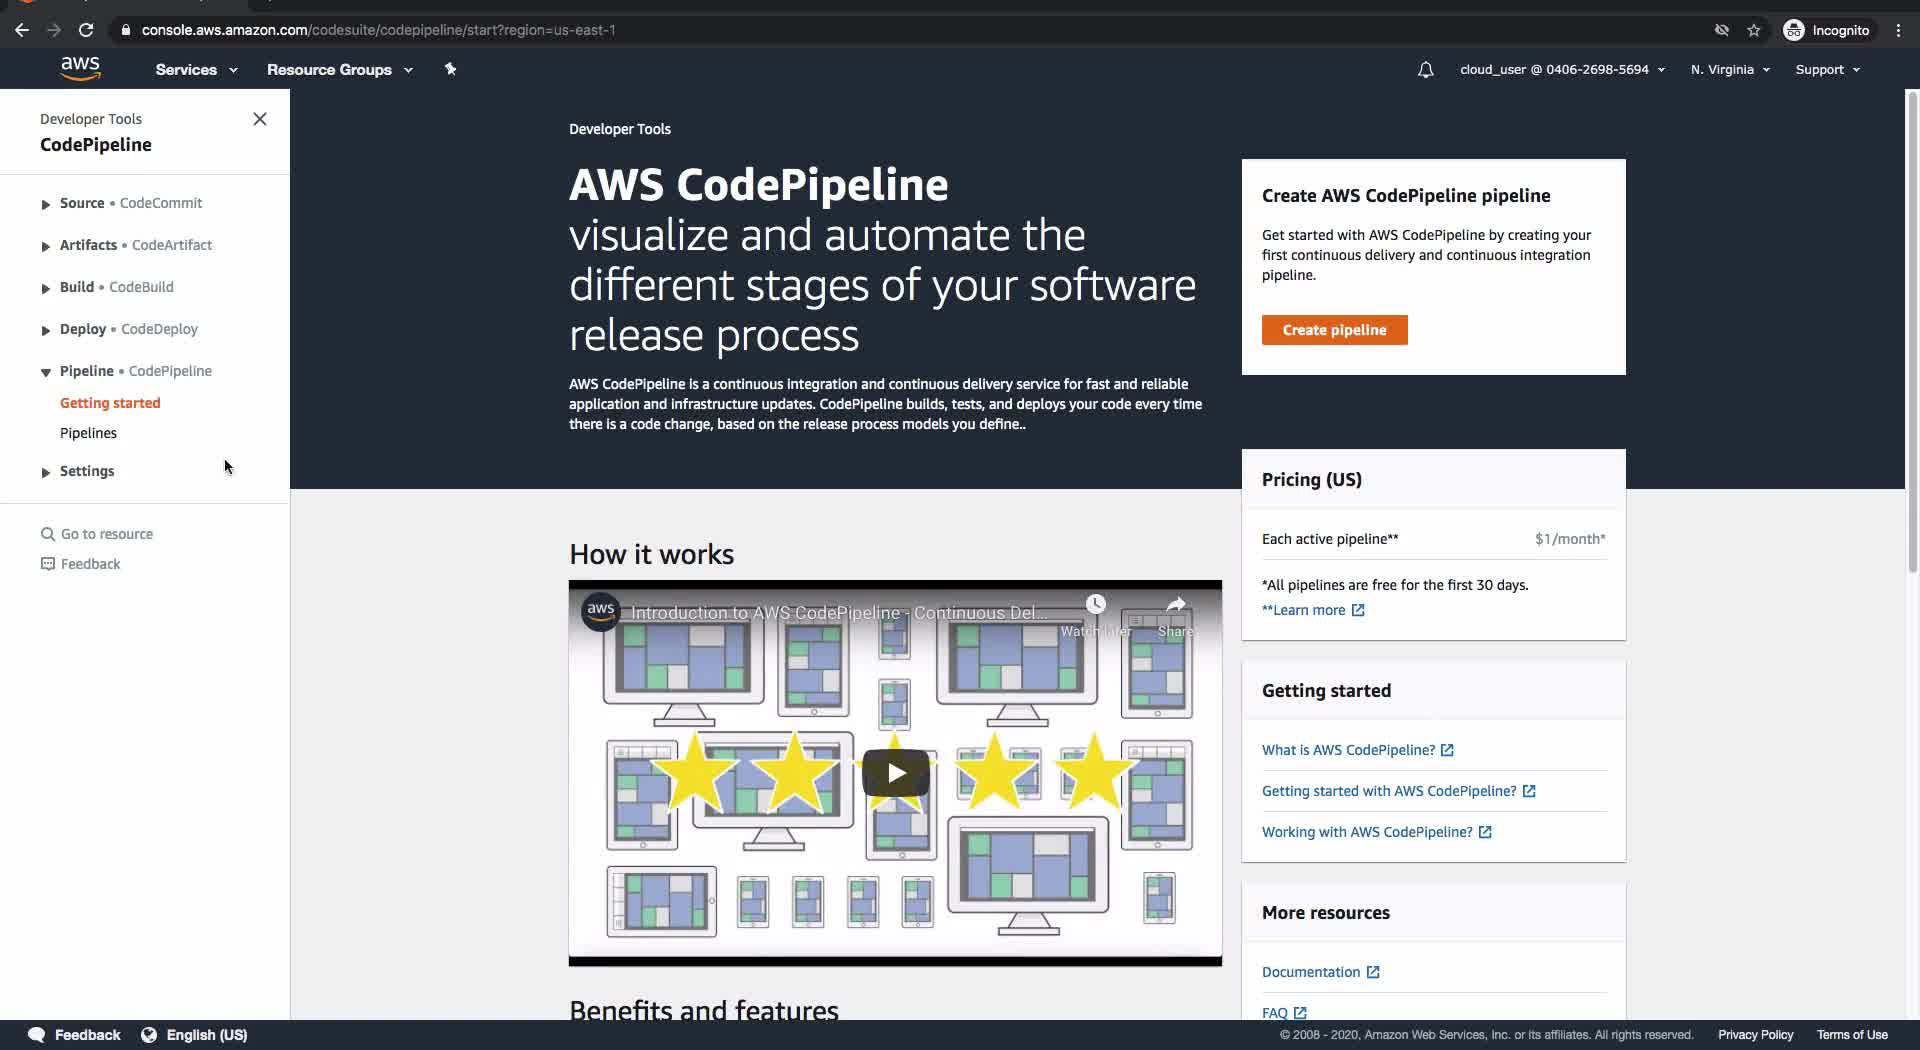 console.aws.amazon.com/codesuite/codepipeline/start?region=us-east-1
Incognito
aws
Services
Resource Groups
cloud_user @ 0406-2698-5694
N. Virginia
Support
Developer Tools
CodePipeline
Source • CodeCommit
Artifacts • CodeArtifact
Build • CodeBuild
Deploy • CodeDeploy
Pipeline • CodePipeline
Getting started
Pipelines
Settings
Go to resource
Feedback
Developer Tools
AWS CodePipeline
visualize and automate the
different stages of your software
release process
AWS CodePipeline is a continuous integration and continuous delivery service for fast and reliable
application and infrastructure updates. CodePipeline builds, tests, and deploys your code every time
there is a code change, based on the release process models you define..
Create AWS CodePipeline pipeline
Get started with AWS CodePipeline by creating your
first continuous delivery and continuous integration
pipeline.
Create pipeline
Pricing (US)
Each active pipeline**
$1/month*
*All pipelines are free for the first 30 days.
**Learn more
How it works
aws
Introduction to AWS CodePipeline - Continuous Del...
Watch later
Share
Getting started
What is AWS CodePipeline?
Getting started with AWS CodePipeline?
Working with AWS CodePipeline?
More resources
Documentation
FAQ
Benefits and features
Feedback
English (US)
© 2008 - 2020, Amazon Web Services, Inc. or its affiliates. All rights reserved.
Privacy Policy
Terms of Use